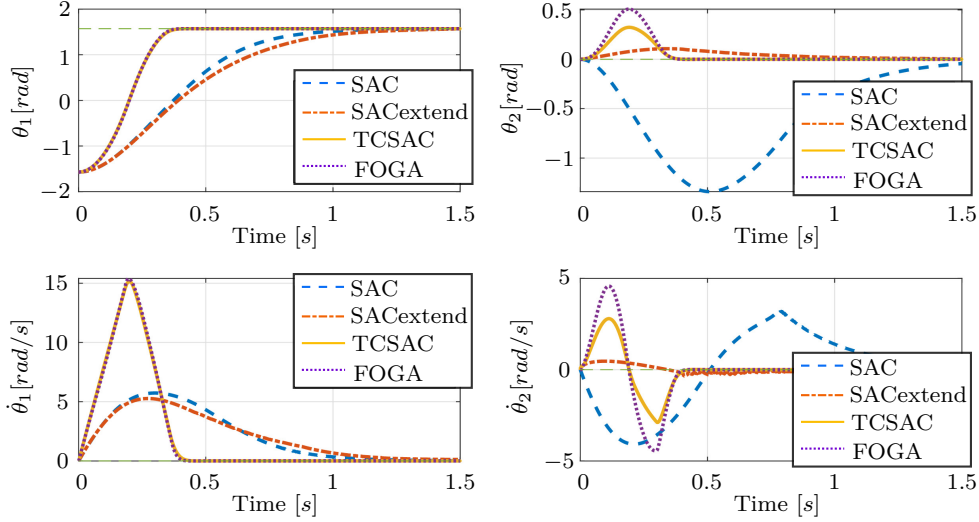 θ₁[rad]
2
1
0
−1
−2
0
0.5
1
1.5
Time [s]
SAC
SACextend
TCSAC
FOGA
θ₂[rad]
0.5
0
−0.5
−1
0
0.5
1
1.5
Time [s]
SAC
SACextend
TCSAC
FOGA
θ̇₁[rad/s]
15
10
5
0
0
0.5
1
1.5
Time [s]
SAC
SACextend
TCSAC
FOGA
θ̇₂[rad/s]
5
0
−5
0
0.5
1
1.5
Time [s]
SAC
SACextend
TCSAC
FOGA